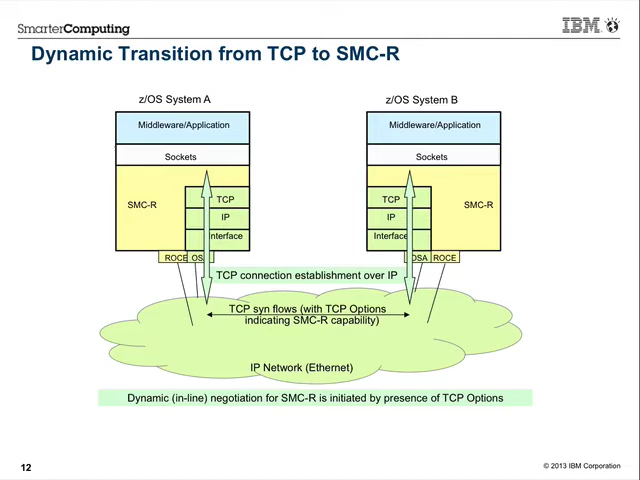 SmarterComputing
IBM
Dynamic Transition from TCP to SMC-R
z/OS System A
z/OS System B
Middleware/Application
Middleware/Application
Sockets
Sockets
SMC-R
TCP
IP
Interface
TCP
IP
Interface
SMC-R
ROCE OSA
OSA ROCE
TCP connection establishment over IP
TCP syn flows (with TCP Options
indicating SMC-R capability)
IP Network (Ethernet)
Dynamic (in-line) negotiation for SMC-R is initiated by presence of TCP Options
12
© 2013 IBM Corporation